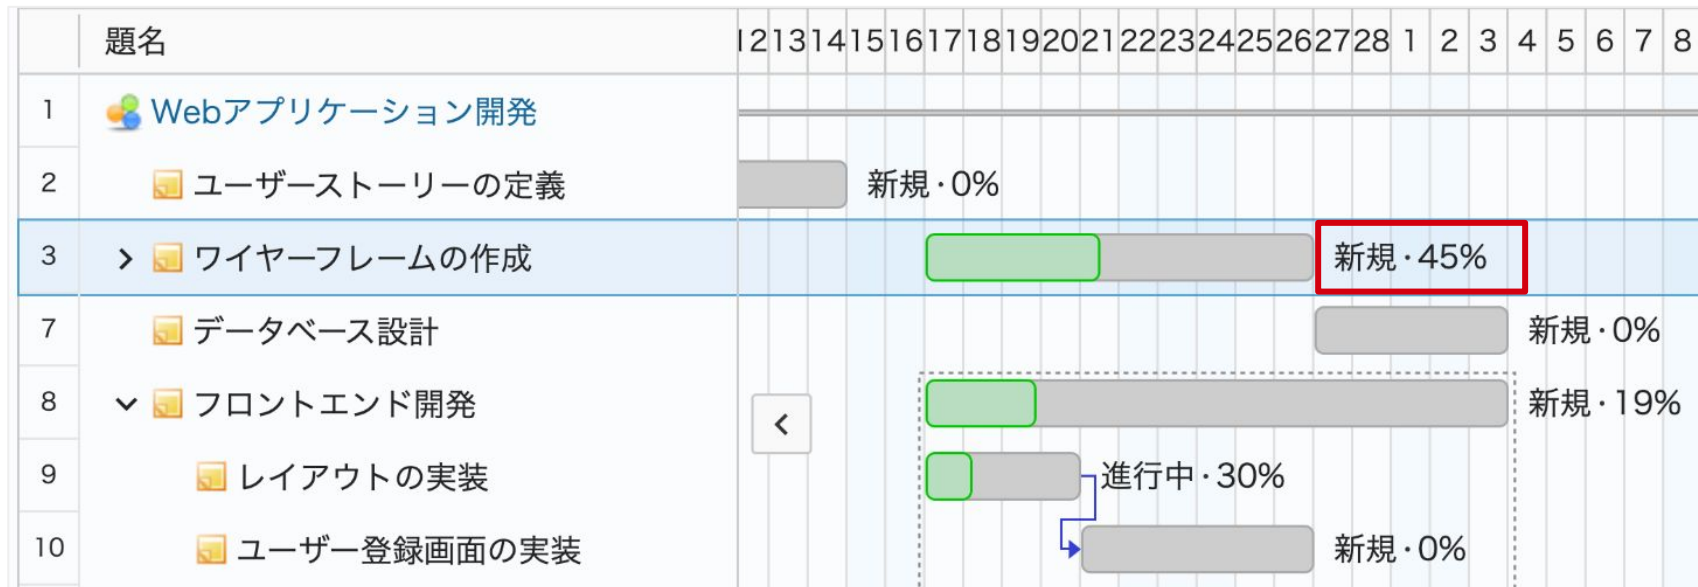 題名 12 13 14 15 16 17 18 19 20 21 22 23 24 25 26 27 28 1 2 3 4 5 6 7 8
1 Webアプリケーション開発
2 ユーザーストーリーの定義 新規・0%
3 ワイヤーフレームの作成 新規・45%
7 データベース設計 新規・0%
8 フロントエンド開発 新規・19%
9 レイアウトの実装 進行中・30%
10 ユーザー登録画面の実装 新規・0%